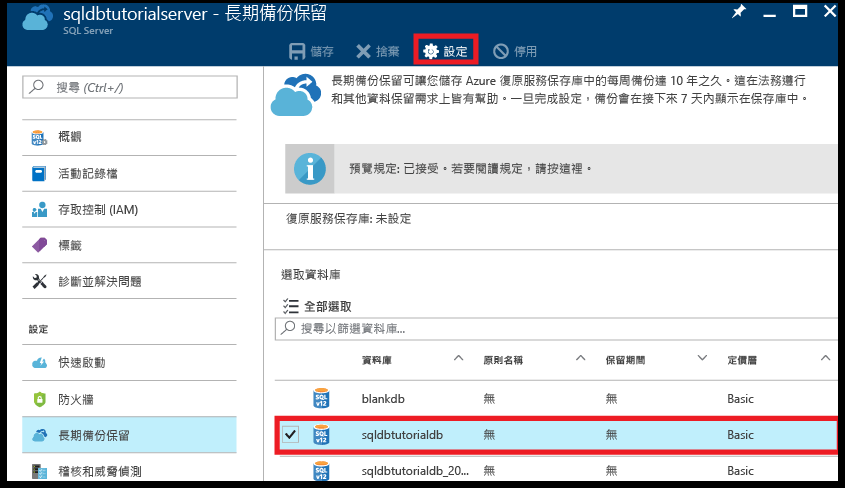 sqldbtutorialserver - 長期備份保留
SQL Server
儲存 捨棄 設定 停用
搜尋 (Ctrl+/)
概觀
活動記錄檔
存取控制 (IAM)
標籤
診斷並解決問題
設定
快速啟動
防火牆
長期備份保留
稽核和威脅偵測
長期備份保留可讓您儲存 Azure 復原服務保存庫中的每周備份達 10 年之久。這在法務遵行
和其他資料保留需求上皆有幫助。一旦完成設定，備份會在接下來 7 天內顯示在保存庫中。
預覽規定: 已接受。若要閱讀規定，請按這裡。
復原服務保存庫: 未設定
選取資料庫
全部選取
搜尋以篩選資料庫...
資料庫 原則名稱 保留期間 定價層
blankdb 無 無 Basic
sqldbtutorialdb 無 無 Basic
sqldbtutorialdb_20... 無 無 Basic